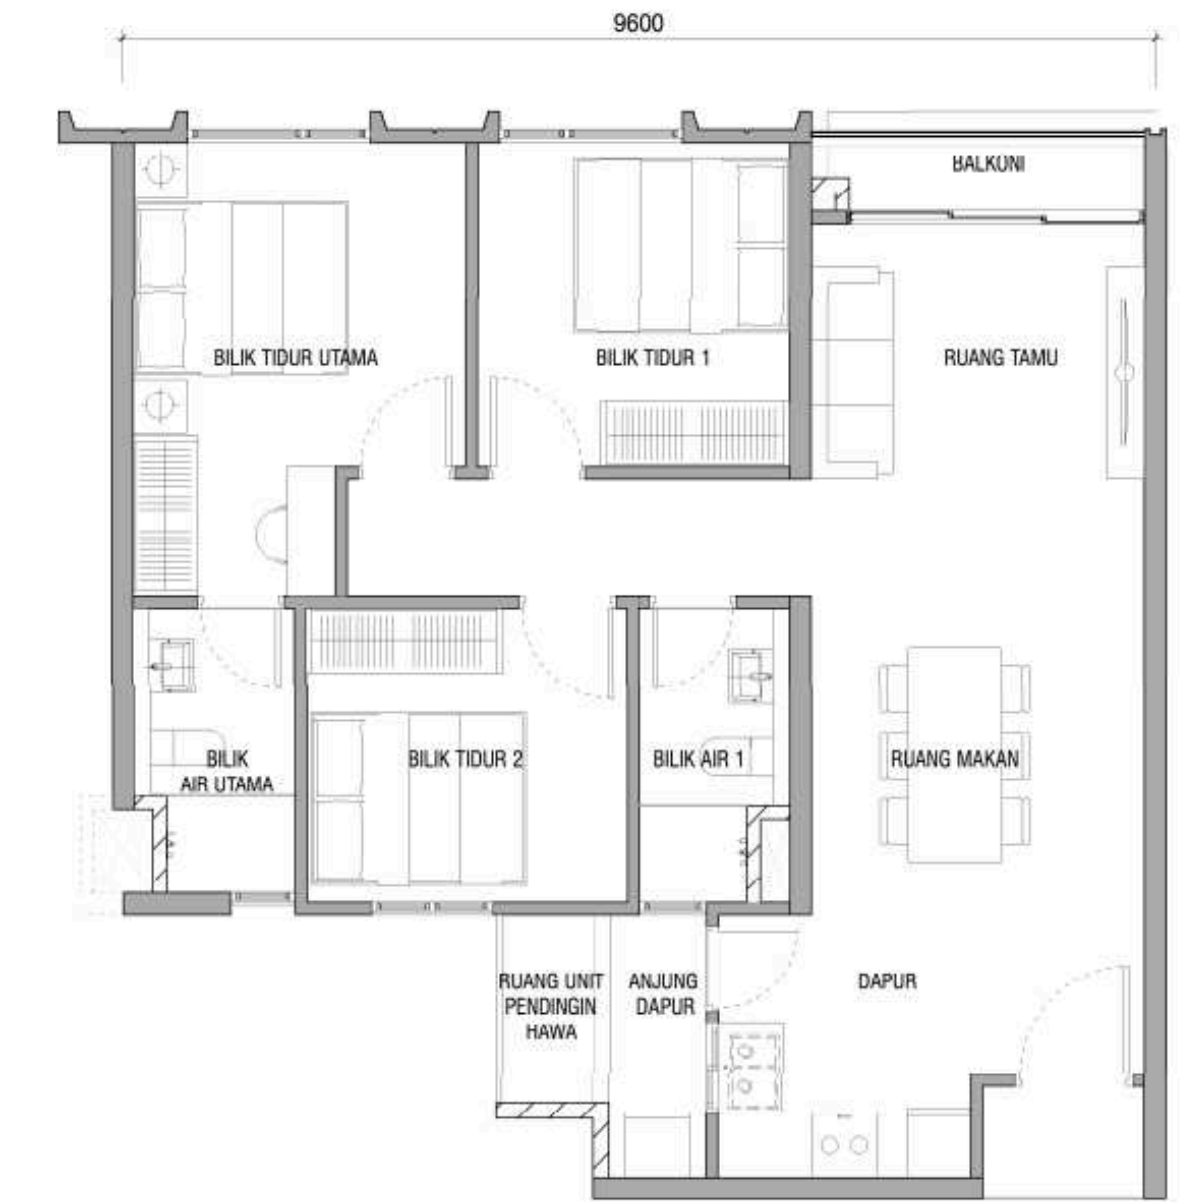 9600
BALKONI
BILIK TIDUR UTAMA
BILIK TIDUR 1
RUANG TAMU
BILIK
AIR UTAMA
BILIK TIDUR 2
BILIK AIR 1
RUANG MAKAN
RUANG UNIT
PENDINGIN
HAWA
ANJUNG
DAPUR
DAPUR